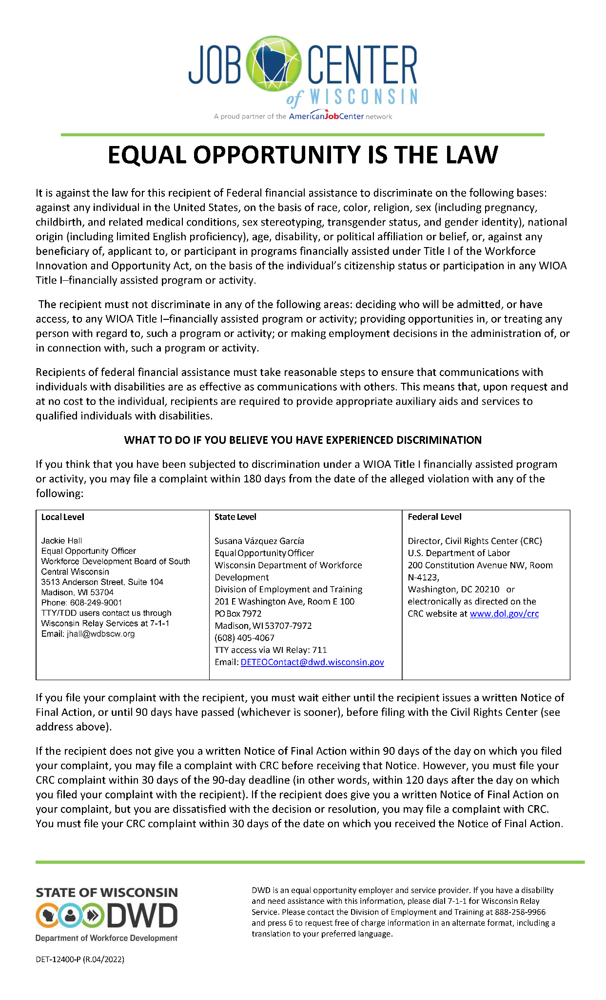 JOB CENTER
of WISCONSIN
A proud partner of the AmericanJobCenter network
EQUAL OPPORTUNITY IS THE LAW
It is against the law for this recipient of Federal financial assistance to discriminate on the following bases:
against any individual in the United States, on the basis of race, color, religion, sex (including pregnancy,
childbirth, and related medical conditions, sex stereotyping, transgender status, and gender identity), national
origin (including limited English proficiency), age, disability, or political affiliation or belief, or, against any
beneficiary of, applicant to, or participant in programs financially assisted under Title I of the Workforce
Innovation and Opportunity Act, on the basis of the individual’s citizenship status or participation in any WIOA
Title I–financially assisted program or activity.
The recipient must not discriminate in any of the following areas: deciding who will be admitted, or have
access, to any WIOA Title I–financially assisted program or activity; providing opportunities in, or treating any
person with regard to, such a program or activity; or making employment decisions in the administration of, or
in connection with, such a program or activity.
Recipients of federal financial assistance must take reasonable steps to ensure that communications with
individuals with disabilities are as effective as communications with others. This means that, upon request and
at no cost to the individual, recipients are required to provide appropriate auxiliary aids and services to
qualified individuals with disabilities.
WHAT TO DO IF YOU BELIEVE YOU HAVE EXPERIENCED DISCRIMINATION
If you think that you have been subjected to discrimination under a WIOA Title I financially assisted program
or activity, you may file a complaint within 180 days from the date of the alleged violation with any of the
following:
Local Level
Jackie Hall
Equal Opportunity Officer
Workforce Development Board of South
Central Wisconsin
3513 Anderson Street, Suite 104
Madison, WI 53704
Phone: 608-249-9001
TTY/TDD users contact us through
Wisconsin Relay Services at 7-1-1
Email: jhall@wdbscw.org
State Level
Susana Vázquez García
Equal Opportunity Officer
Wisconsin Department of Workforce
Development
Division of Employment and Training
201 E Washington Ave, Room E 100
PO Box 7972
Madison, WI 53707-7972
(608) 405-4067
TTY access via WI Relay: 711
Email: DETEOContact@dwd.wisconsin.gov
Federal Level
Director, Civil Rights Center (CRC)
U.S. Department of Labor
200 Constitution Avenue NW, Room
N-4123,
Washington, DC 20210 or
electronically as directed on the
CRC website at www.dol.gov/crc
If you file your complaint with the recipient, you must wait either until the recipient issues a written Notice of
Final Action, or until 90 days have passed (whichever is sooner), before filing with the Civil Rights Center (see
address above).
If the recipient does not give you a written Notice of Final Action within 90 days of the day on which you filed
your complaint, you may file a complaint with CRC before receiving that Notice. However, you must file your
CRC complaint within 30 days of the 90-day deadline (in other words, within 120 days after the day on which
you filed your complaint with the recipient). If the recipient does give you a written Notice of Final Action on
your complaint, but you are dissatisfied with the decision or resolution, you may file a complaint with CRC.
You must file your CRC complaint within 30 days of the date on which you received the Notice of Final Action.
STATE OF WISCONSIN
DWD
Department of Workforce Development
DWD is an equal opportunity employer and service provider. If you have a disability
and need assistance with this information, please dial 7-1-1 for Wisconsin Relay
Service. Please contact the Division of Employment and Training at 888-258-9966
and press 6 to request free of charge information in an alternate format, including a
translation to your preferred language.
DET-12400-P (R.04/2022)